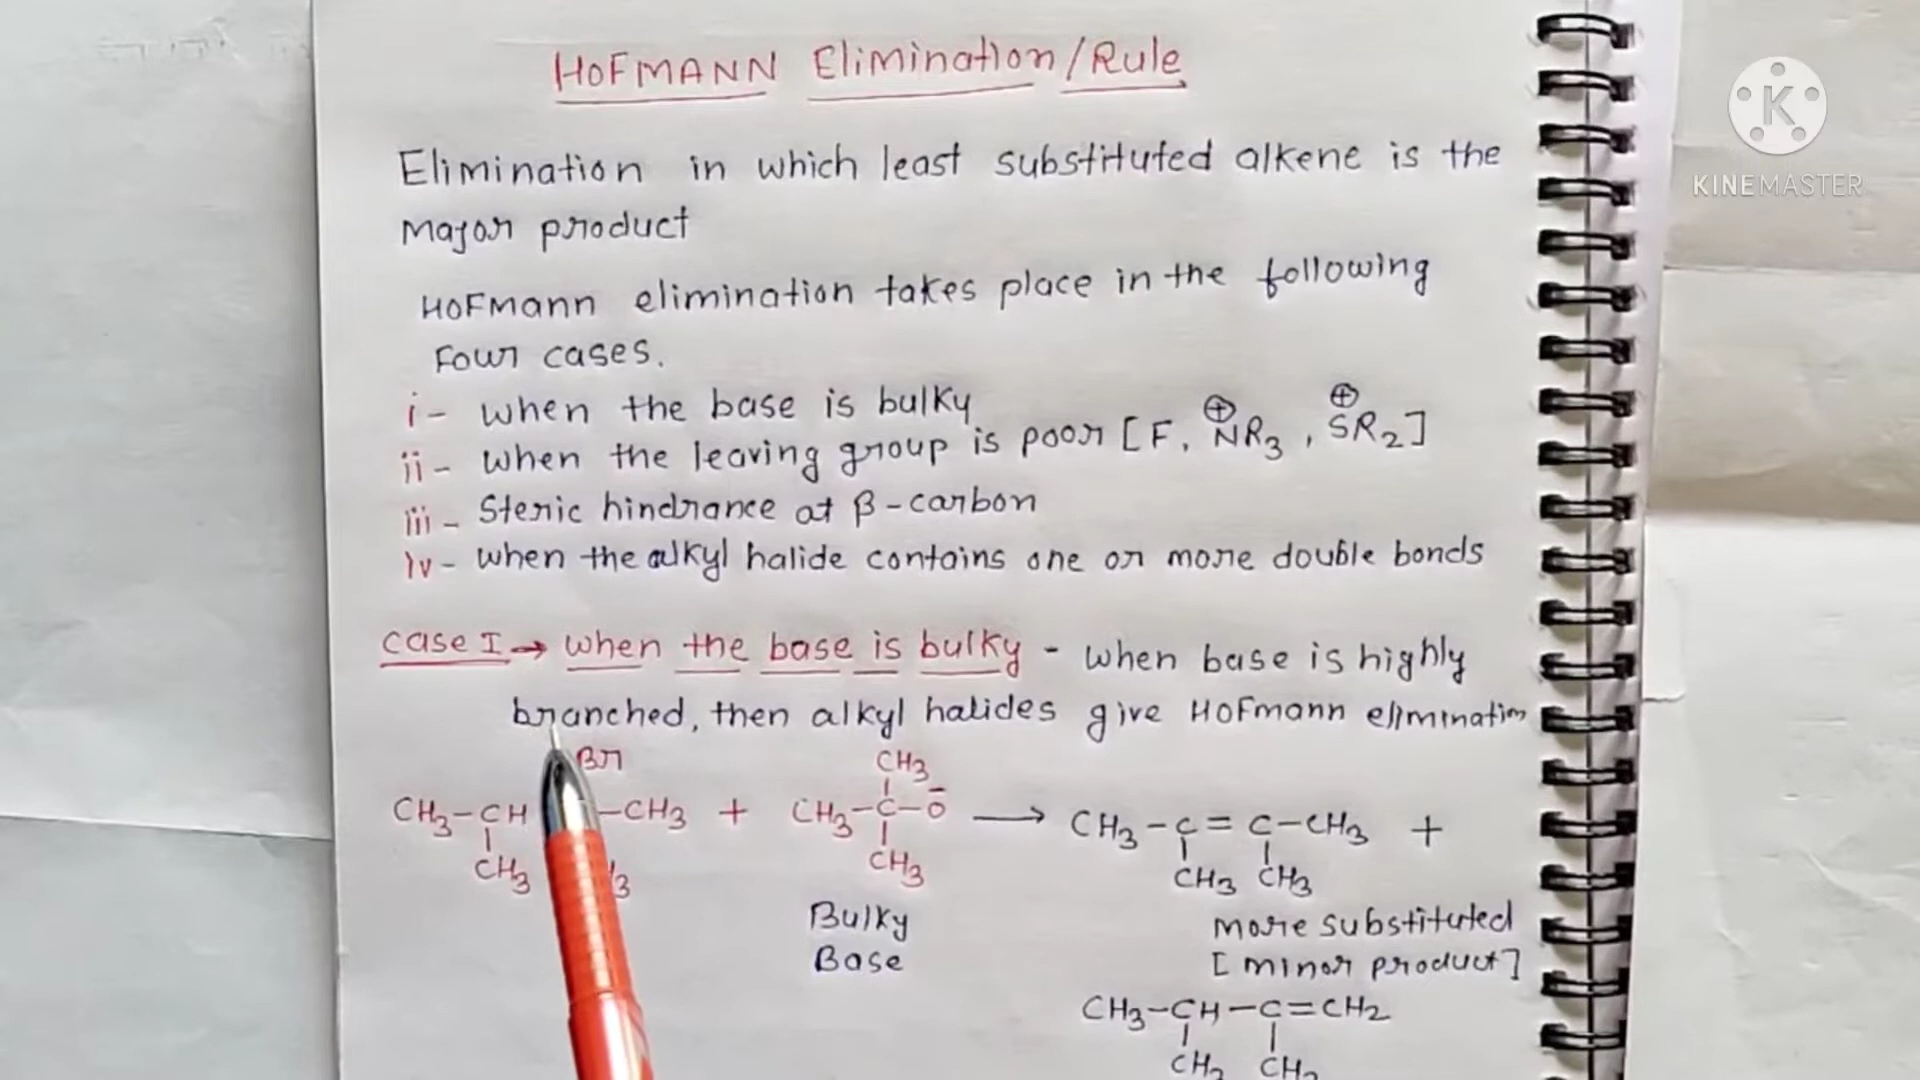 HOFMANN Elimination/Rule
Elimination in which least substituted alkene is the
major product
HOFmann elimination takes place in the following
Four cases.
i- when the base is bulky
ii- when the leaving group is poor [F, N⊕R3, S⊕R2]
iii- Steric hindrance at β-carbon
iv- when the alkyl halide contains one or more double bonds
case I→ when the base is bulky - when base is highly
branched, then alkyl halides give HOFmann elimination
Br CH3
CH3-CH -CH3 + CH3-C-O⁻ → CH3-C=C-CH3 +
CH3 CH3 CH3 CH3
Bulky more substituted
Base [minor product]
CH3-CH-C=CH2
KINEMASTER